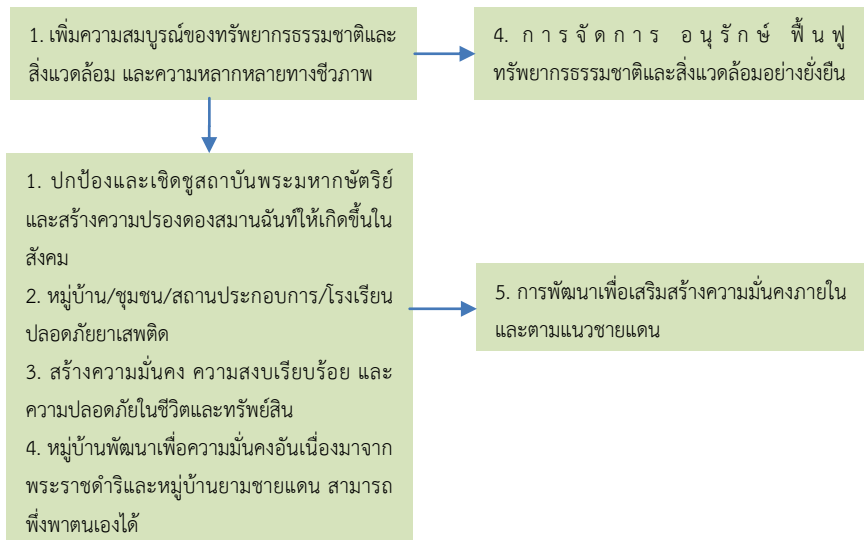 1. เพิ่มความสมบูรณ์ของทรัพยากรธรรมชาติและ
สิ่งแวดล้อม และความหลากหลายทางชีวภาพ
4. การจัดการ อนุรักษ์ ฟื้นฟู
ทรัพยากรธรรมชาติและสิ่งแวดล้อมอย่างยั่งยืน
1. ปกป้องและเชิดชูสถาบันพระมหากษัตริย์
และสร้างความปรองดองสมานฉันท์ให้เกิดขึ้นใน
สังคม
2. หมู่บ้าน/ชุมชน/สถานประกอบการ/โรงเรียน
ปลอดภัยยาเสพติด
3. สร้างความมั่นคง ความสงบเรียบร้อย และ
ความปลอดภัยในชีวิตและทรัพย์สิน
4. หมู่บ้านพัฒนาเพื่อความมั่นคงอันเนื่องมาจาก
พระราชดำริและหมู่บ้านยามชายแดน สามารถ
พึ่งพาตนเองได้
5. การพัฒนาเพื่อเสริมสร้างความมั่นคงภายใน
และตามแนวชายแดน